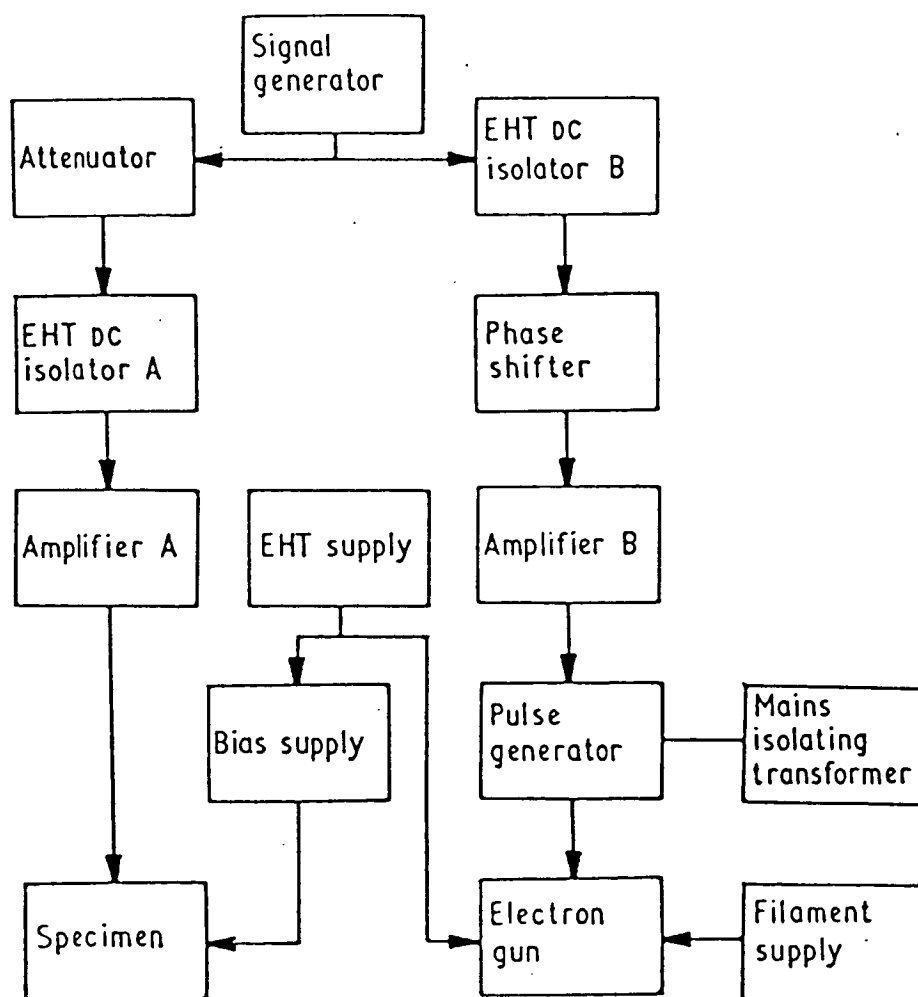 Signal
generator
Attenuator
EHT DC
isolator B
EHT DC
isolator A
Phase
shifter
Amplifier A
EHT supply
Amplifier B
Bias supply
Pulse
generator
Mains
isolating
transformer
Specimen
Electron
gun
Filament
supply